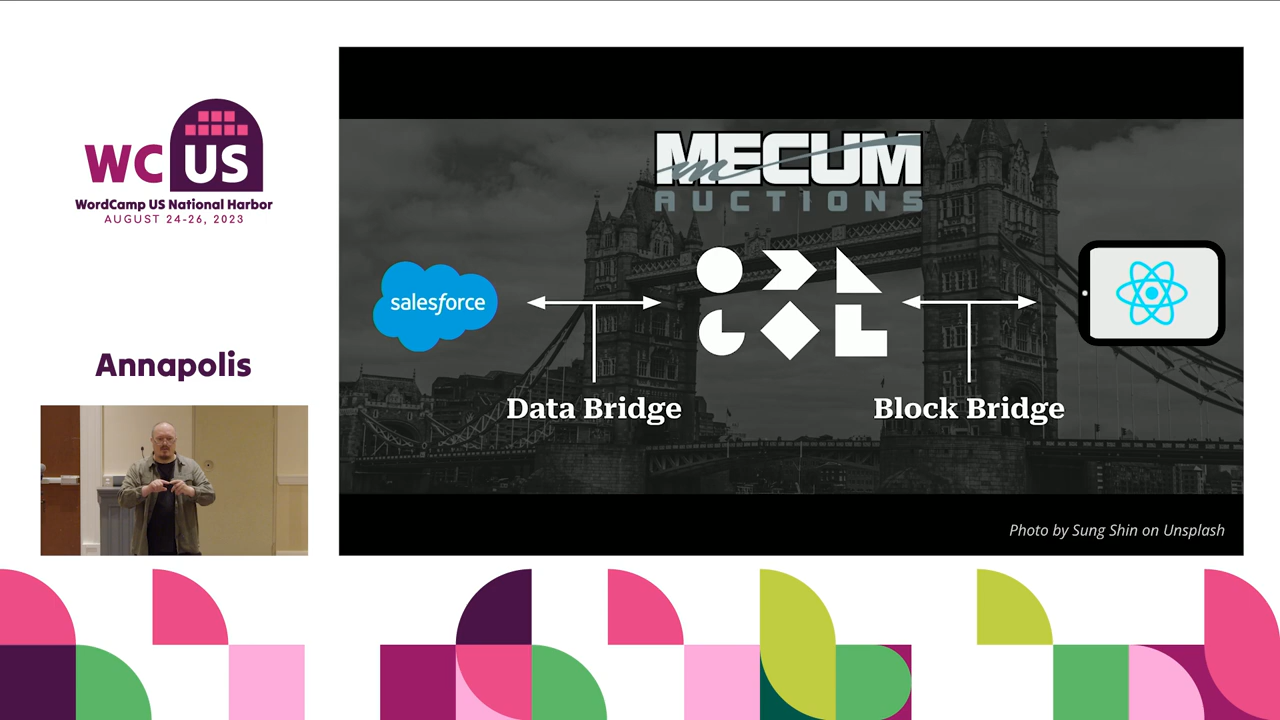 WC US
WordCamp US National Harbor
AUGUST 24-26, 2023
Annapolis
MECUM
AUCTIONS
salesforce
Data Bridge
Block Bridge
Photo by Sung Shin on Unsplash